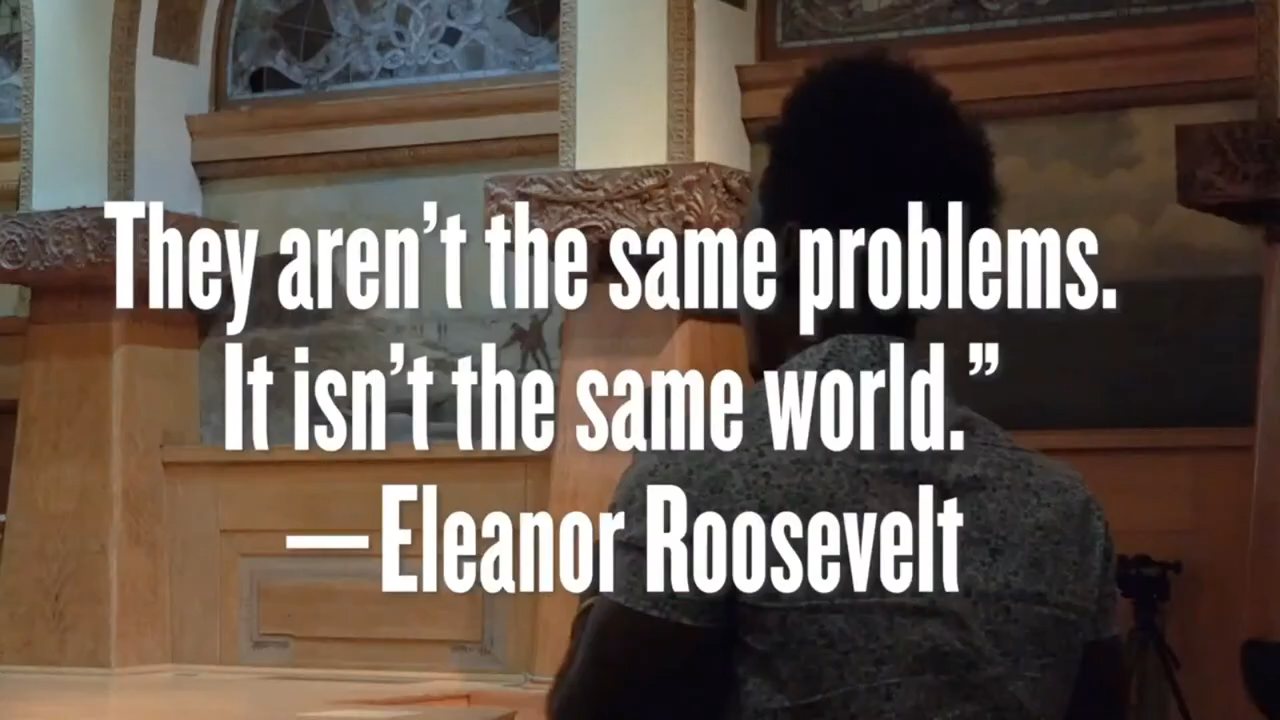 They aren’t the same problems.
It isn’t the same world.”
—Eleanor Roosevelt